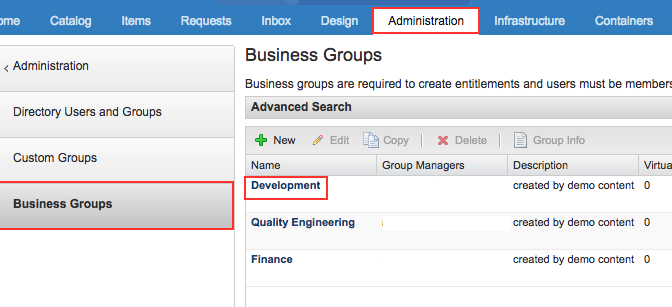 ome Catalog Items Requests Inbox Design Administration Infrastructure Containers
Business Groups
Administration
Business groups are required to create entitlements and users must be members
Advanced Search
Directory Users and Groups
New Edit Copy Delete Group Info
Custom Groups
Name Group Managers Description Virtua
Development created by demo content 0
Business Groups
Quality Engineering created by demo content 0
Finance created by demo content 0